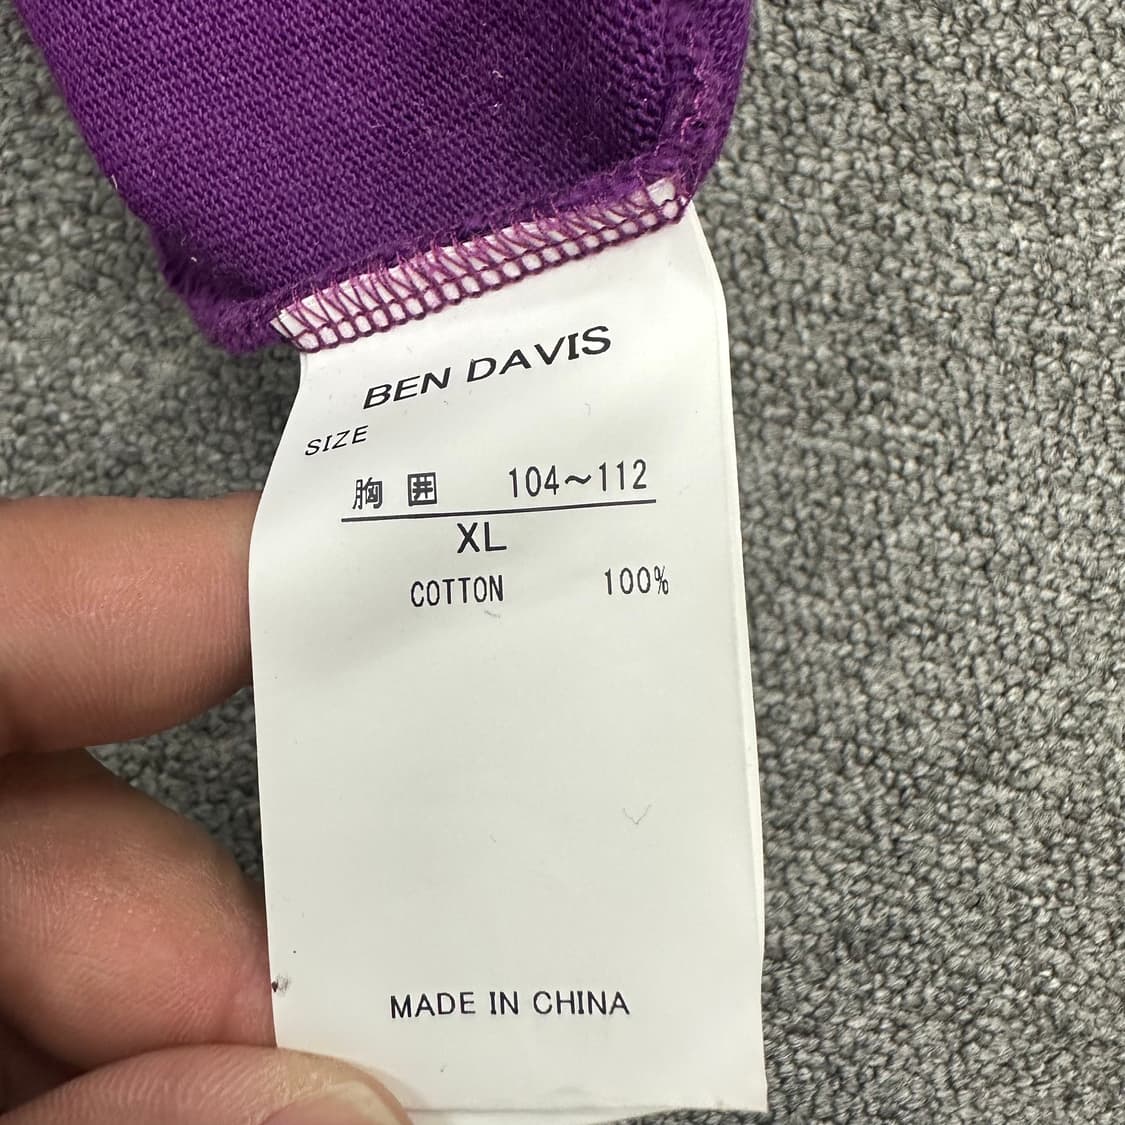 BEN DAVIS
SIZE
胸 囲 104～112
XL
COTTON 100%
MADE IN CHINA